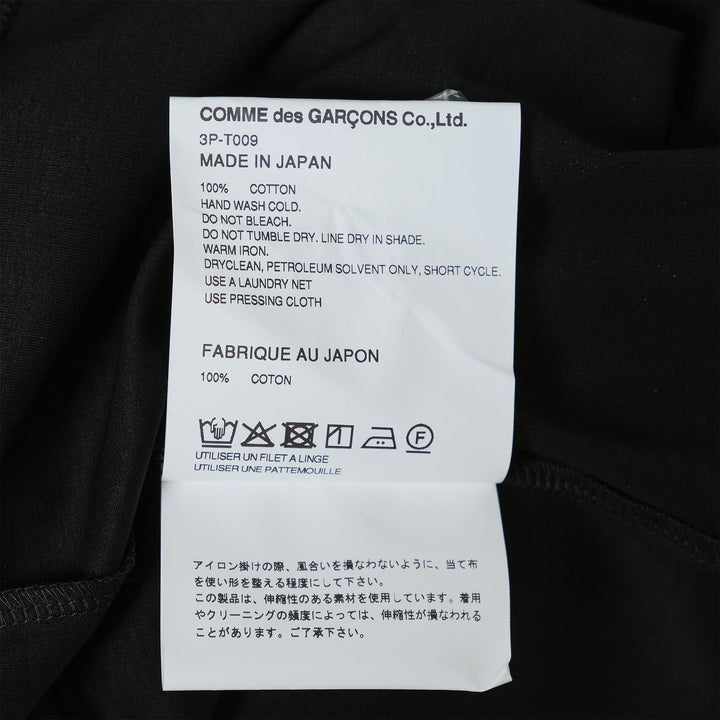 COMME des GARÇONS Co.,Ltd.
3P-T009
MADE IN JAPAN
100% COTTON
HAND WASH COLD.
DO NOT BLEACH.
DO NOT TUMBLE DRY. LINE DRY IN SHADE.
WARM IRON.
DRYCLEAN, PETROLEUM SOLVENT ONLY, SHORT CYCLE.
USE A LAUNDRY NET
USE PRESSING CLOTH
FABRIQUE AU JAPON
100% COTON
F
UTILISER UN FILET A LINGE
UTILISER UNE PATTEMOUILLE
アイロン掛けの際、風合いを損なわないように、当て布
を使い形を整える程度にして下さい。
この製品は、伸縮性のある素材を使用しています。着用
やクリーニングの頻度によっては、伸縮性が損なわれる
ことがあります。ご了承下さい。